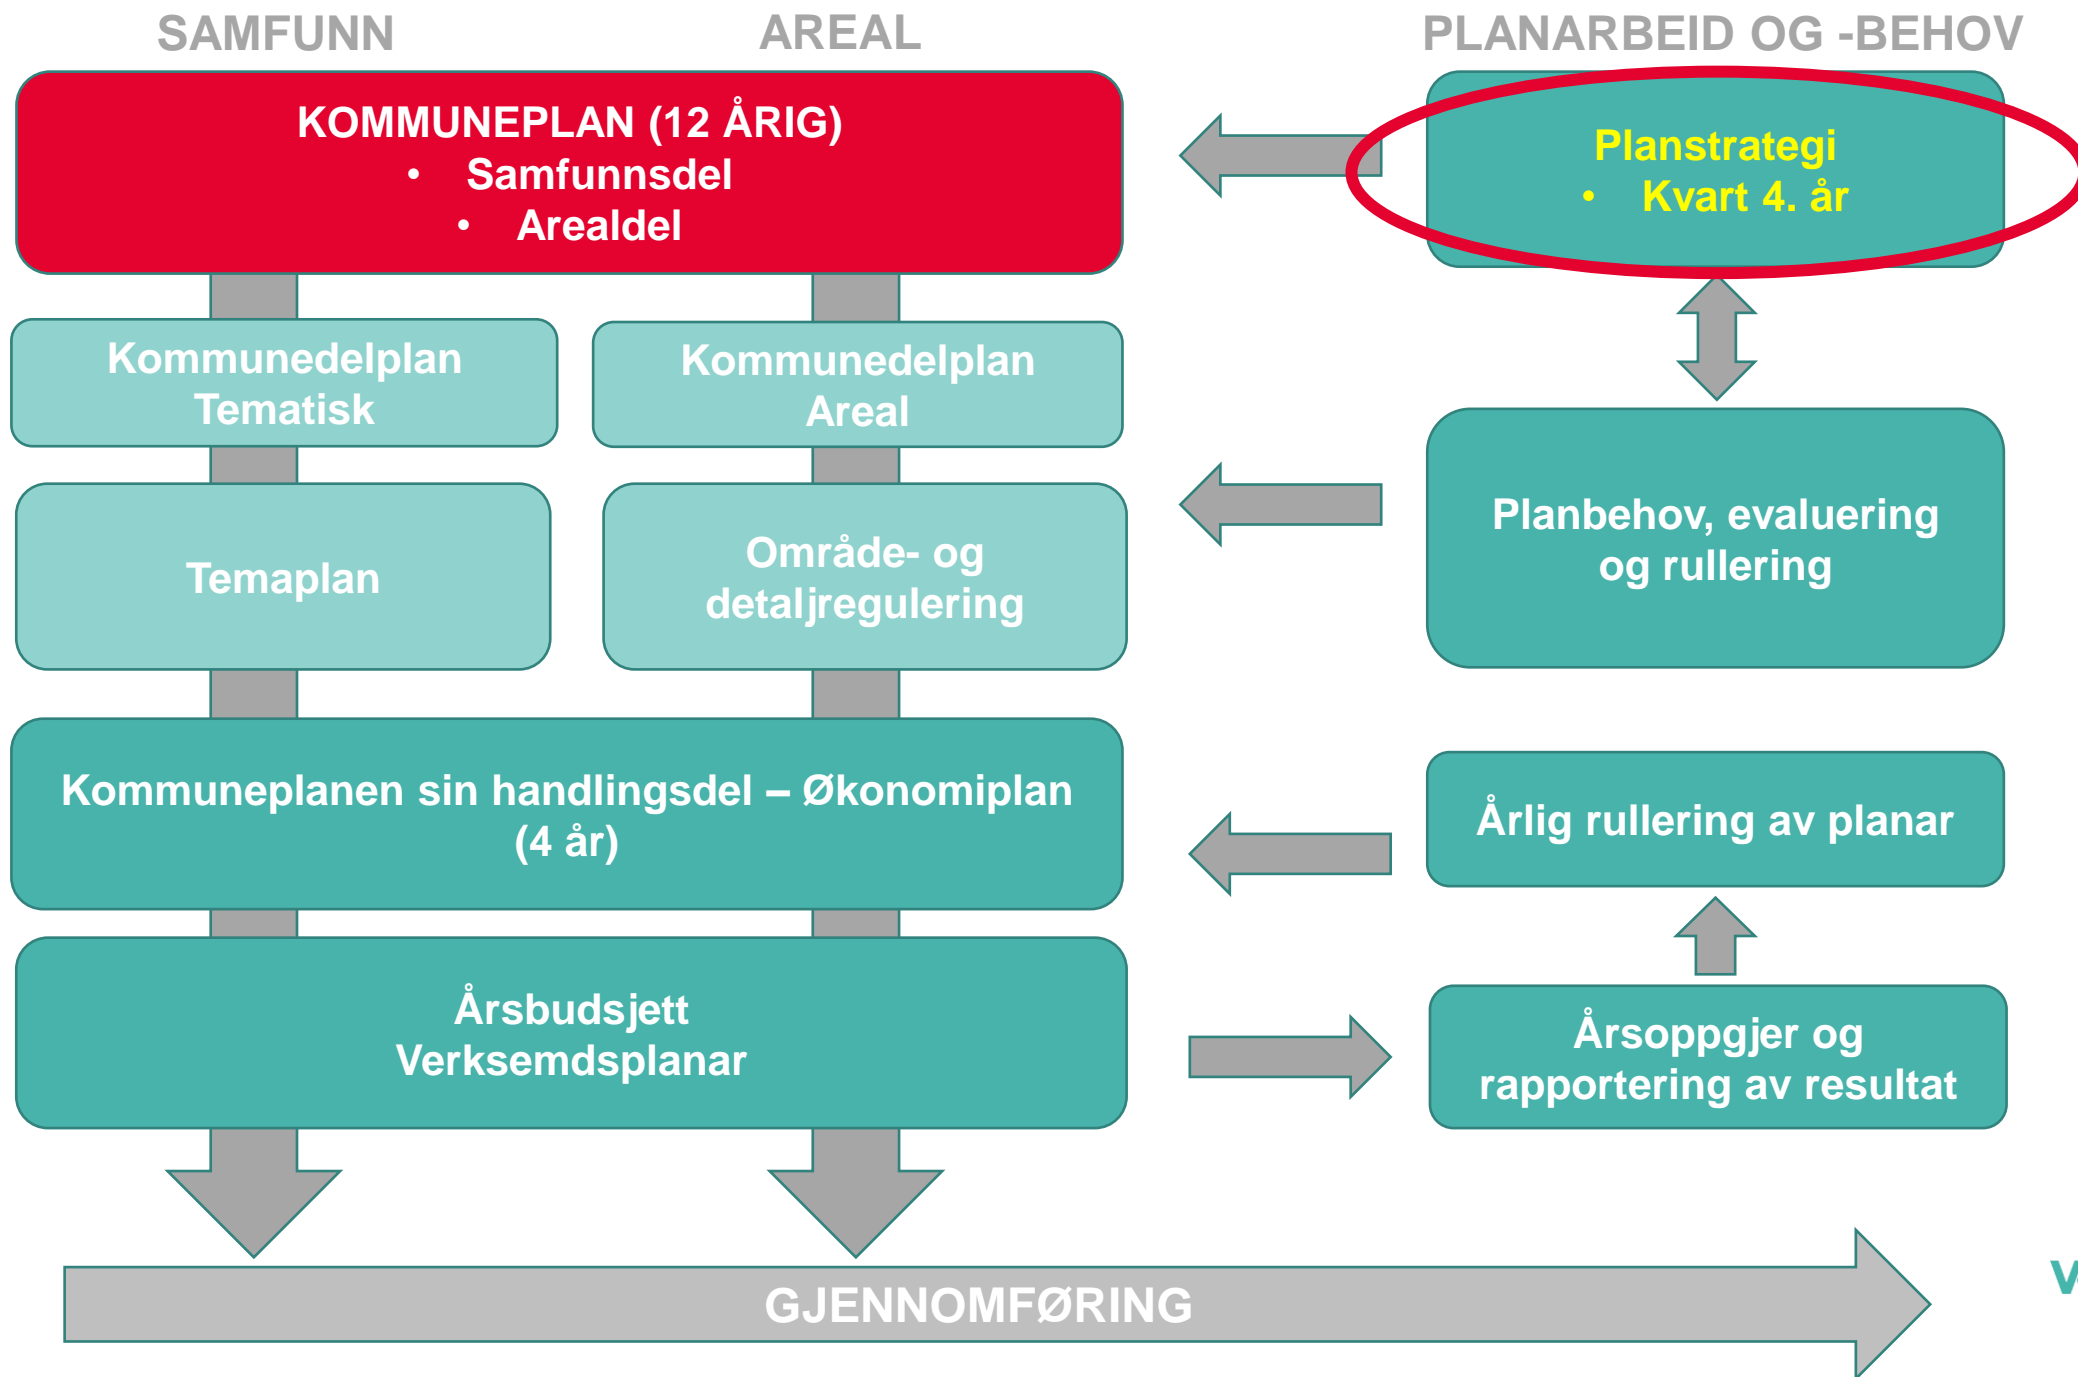 SAMFUNN
AREAL
PLANARBEID OG -BEHOV
KOMMUNEPLAN (12 ÅRIG)
• Samfunnsdel
• Arealdel
Planstrategi
• Kvart 4. år
Kommunedelplan
Tematisk
Kommunedelplan
Areal
Planbehov, evaluering
og rullering
Temaplan
Område- og
detaljregulering
Kommuneplanen sin handlingsdel – Økonomiplan
(4 år)
Årlig rullering av planar
Årsbudsjett
Verksemdsplanar
Årsoppgjer og
rapportering av resultat
GJENNOMFØRING